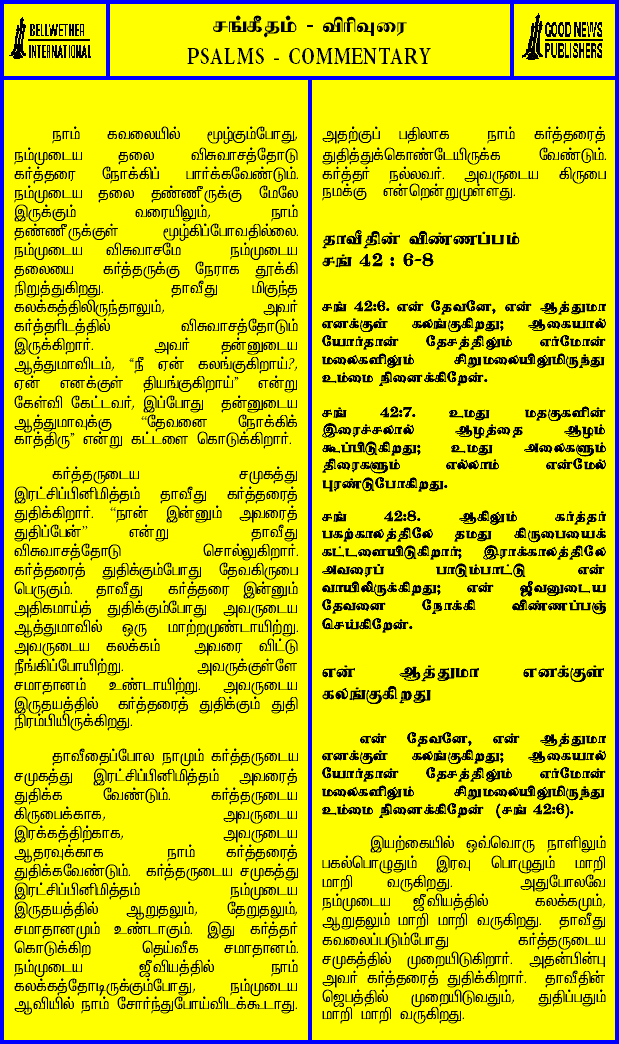 BELLWETHER
INTERNATIONAL
சங்கீதம் - விரிவுரை
PSALMS - COMMENTARY
GOOD NEWS
PUBLISHERS
நாம் கவலையில் மூழ்கும்போது,
நம்முடைய தலை விசுவாசத்தோடு
கர்த்தரை நோக்கிப் பார்க்கவேண்டும்.
நம்முடைய தலை தண்ணீருக்கு மேலே
இருக்கும் வரையிலும், நாம்
தண்ணீருக்குள் மூழ்கிப்போவதில்லை.
நம்முடைய விசுவாசமே நம்முடைய
தலையை கர்த்தருக்கு நேராக தூக்கி
நிறுத்துகிறது. தாவீது மிகுந்த
கலக்கத்திலிருந்தாலும், அவர்
கர்த்தரிடத்தில் விசுவாசத்தோடும்
இருக்கிறார். அவர் தன்னுடைய
ஆத்துமாவிடம், “நீ ஏன் கலங்குகிறாய்?,
ஏன் எனக்குள் தியங்குகிறாய்” என்று
கேள்வி கேட்டவர், இப்போது தன்னுடைய
ஆத்துமாவுக்கு “தேவனை நோக்கிக்
காத்திரு” என்று கட்டளை கொடுக்கிறார்.
கர்த்தருடைய சமுகத்து
இரட்சிப்பினிமித்தம் தாவீது கர்த்தரைத்
துதிக்கிறார். “நான் இன்னும் அவரைத்
துதிப்பேன்” என்று தாவீது
விசுவாசத்தோடு சொல்லுகிறார்.
கர்த்தரைத் துதிக்கும்போது தேவகிருபை
பெருகும். தாவீது கர்த்தரை இன்னும்
அதிகமாய்த் துதிக்கும்போது அவருடைய
ஆத்துமாவில் ஒரு மாற்றமுண்டாயிற்று.
அவருடைய கலக்கம் அவரை விட்டு
நீங்கிப்போயிற்று. அவருக்குள்ளே
சமாதானம் உண்டாயிற்று. அவருடைய
இருதயத்தில் கர்த்தரைத் துதிக்கும் துதி
நிரம்பியிருக்கிறது.
தாவீதைப்போல நாமும் கர்த்தருடைய
சமுகத்து இரட்சிப்பினிமித்தம் அவரைத்
துதிக்க வேண்டும். கர்த்தருடைய
கிருபைக்காக, அவருடைய
இரக்கத்திற்காக, அவருடைய
ஆதரவுக்காக நாம் கர்த்தரைத்
துதிக்கவேண்டும். கர்த்தருடைய சமுகத்து
இரட்சிப்பினிமித்தம் நம்முடைய
இருதயத்தில் ஆறுதலும், தேறுதலும்,
சமாதானமும் உண்டாகும். இது கர்த்தர்
கொடுக்கிற தெய்வீக சமாதானம்.
நம்முடைய ஜீவியத்தில் நாம்
கலக்கத்தோடிருக்கும்போது, நம்முடைய
ஆவியில் நாம் சோர்ந்துபோய்விடக்கூடாது.
அதற்குப் பதிலாக நாம் கர்த்தரைத்
துதித்துக்கொண்டேயிருக்க வேண்டும்.
கர்த்தர் நல்லவர். அவருடைய கிருபை
நமக்கு என்றென்றுமுள்ளது.
தாவீதின் விண்ணப்பம்
சங் 42 : 6-8
சங் 42:6. என் தேவனே, என் ஆத்துமா
எனக்குள் கலங்குகிறது; ஆகையால்
யோர்தான் தேசத்திலும் எர்மோன்
மலைகளிலும் சிறுமலையிலுமிருந்து
உம்மை நினைக்கிறேன்.
சங் 42:7. உமது மதகுகளின்
இரைச்சலால் ஆழத்தை ஆழம்
கூப்பிடுகிறது; உமது அலைகளும்
திரைகளும் எல்லாம் என்மேல்
புரண்டுபோகிறது.
சங் 42:8. ஆகிலும் கர்த்தர்
பகற்காலத்திலே தமது கிருபையைக்
கட்டளையிடுகிறார்; இராக்காலத்திலே
அவரைப் பாடும்பாட்டு என்
வாயிலிருக்கிறது; என் ஜீவனுடைய
தேவனை நோக்கி விண்ணப்பஞ்
செய்கிறேன்.
என் ஆத்துமா எனக்குள்
கலங்குகிறது
என் தேவனே, என் ஆத்துமா
எனக்குள் கலங்குகிறது; ஆகையால்
யோர்தான் தேசத்திலும் எர்மோன்
மலைகளிலும் சிறுமலையிலுமிருந்து
உம்மை நினைக்கிறேன் (சங் 42:6).
இயற்கையில் ஒவ்வொரு நாளிலும்
பகல்பொழுதும் இரவு பொழுதும் மாறி
மாறி வருகிறது. அதுபோலவே
நம்முடைய ஜீவியத்தில் கலக்கமும்,
ஆறுதலும் மாறி மாறி வருகிறது. தாவீது
கவலைப்படும்போது கர்த்தருடைய
சமுகத்தில் முறையிடுகிறார். அதன்பின்பு
அவர் கர்த்தரைத் துதிக்கிறார். தாவீதின்
ஜெபத்தில் முறையிடுவதும், துதிப்பதும்
மாறி மாறி வருகிறது.